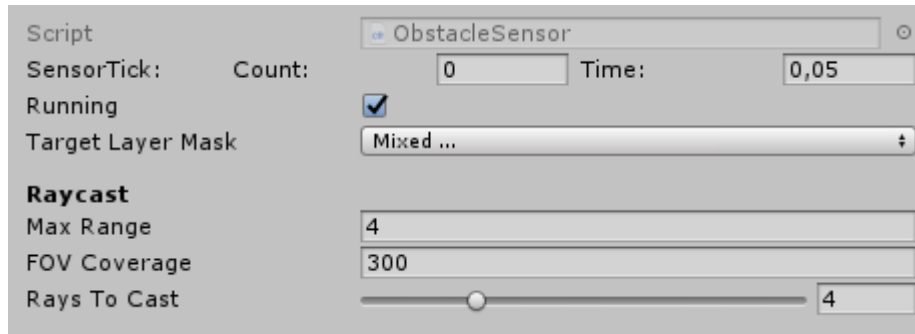 Script ObstacleSensor
SensorTick: Count: 0 Time: 0,05
Running
Target Layer Mask Mixed ...
Raycast
Max Range 4
FOV Coverage 300
Rays To Cast 4